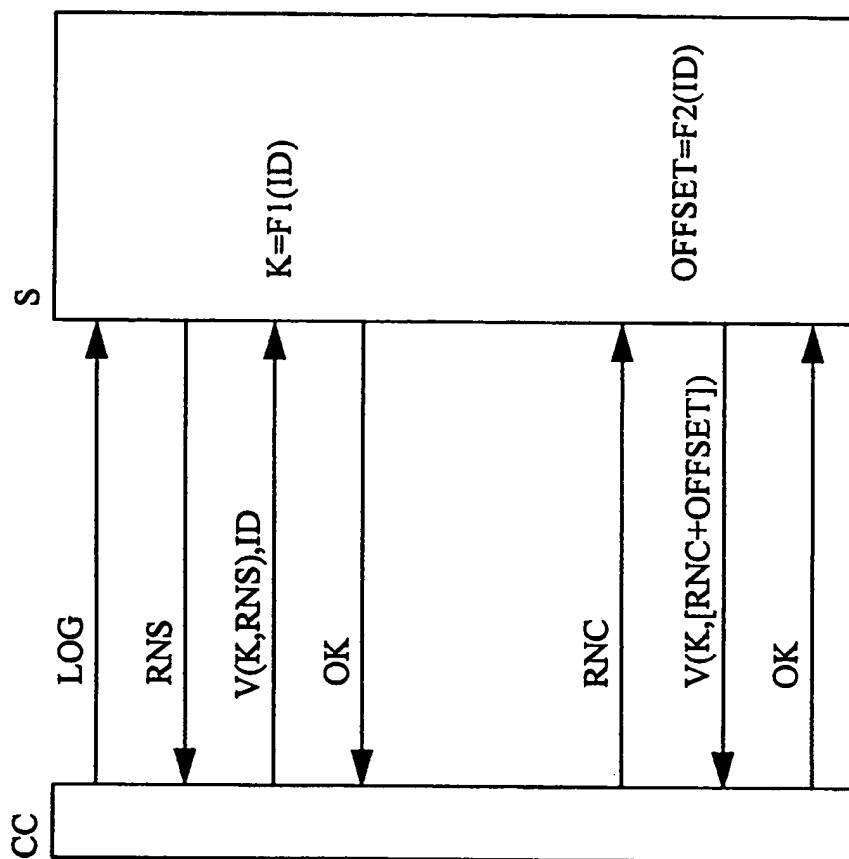 CC
S
LOG
RNS
V(K,RNS),ID
K=F1(ID)
OK
RNC
V(K,[RNC+OFFSET])
OFFSET=F2(ID)
OK